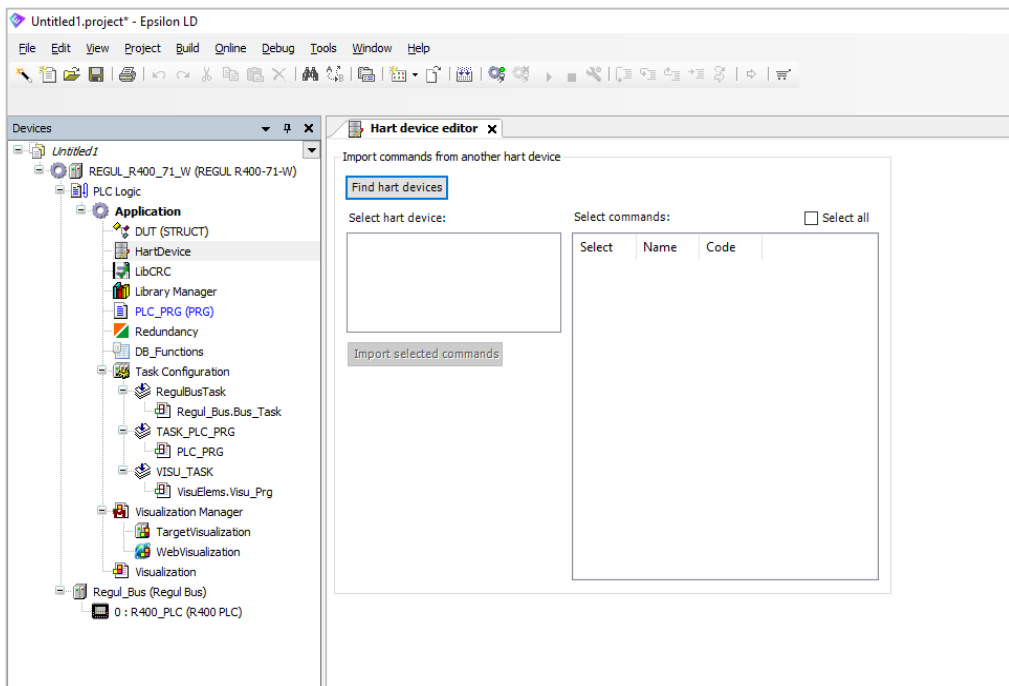 Untitled1.project* - Epsilon LD
File Edit View Project Build Online Debug Tools Window Help
Devices
Untitled1
REGUL_R400_71_W (REGUL R400-71-W)
PLC Logic
Application
DUT (STRUCT)
HartDevice
LibCRC
Library Manager
PLC_PRG (PRG)
Redundancy
DB_Functions
Task Configuration
RegulBusTask
Regul_Bus.Bus_Task
TASK_PLC_PRG
PLC_PRG
VISU_TASK
VisuElems.Visu_Prg
Visualization Manager
TargetVisualization
WebVisualization
Visualization
Regul_Bus (Regul Bus)
0 : R400_PLC (R400 PLC)
Hart device editor
Import commands from another hart device
Find hart devices
Select hart device:
Import selected commands
Select commands:
Select all
Select Name Code